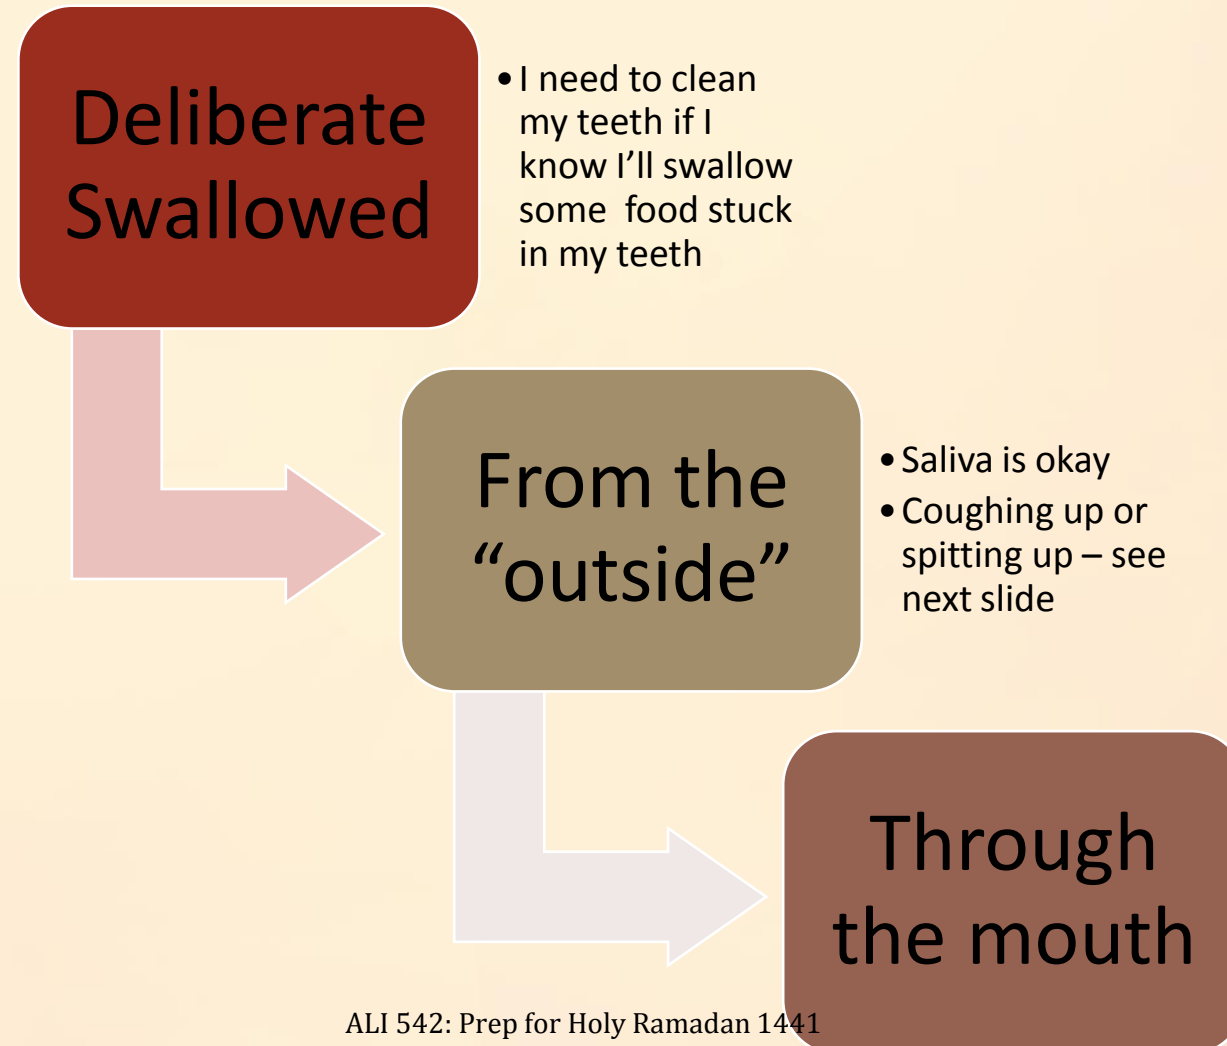 Deliberate
Swallowed
• I need to clean
my teeth if I
know I’ll swallow
some  food stuck
in my teeth
From the
“outside”
• Saliva is okay
• Coughing up or
spitting up – see
next slide
Through
the mouth
ALI 542: Prep for Holy Ramadan 1441